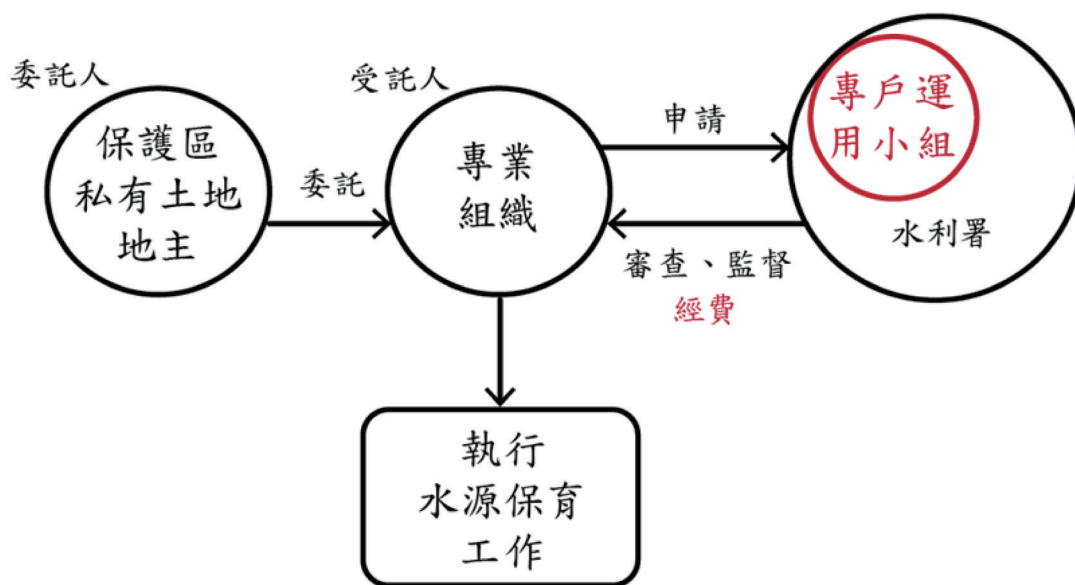 委託人
保護區
私有土地
地主
委託
受託人
專業
組織
申請
審查、監督
經費
專戶運
用小組
水利署
執行
水源保育
工作